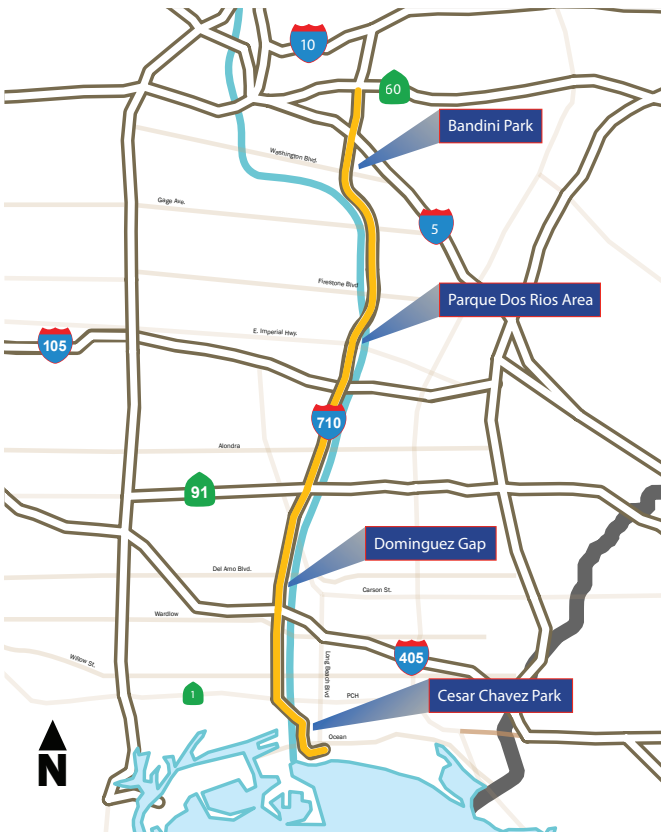 10
60
Bandini Park
Washington Blvd.
Gage Ave.
5
Firestone Blvd
Parque Dos Rios Area
E. Imperial Hwy.
105
710
Alondra
91
Dominguez Gap
Del Amo Blvd.
Carson St.
Wardlow
Long Beach Blvd
405
Willow St.
1
PCH
Cesar Chavez Park
Ocean
N